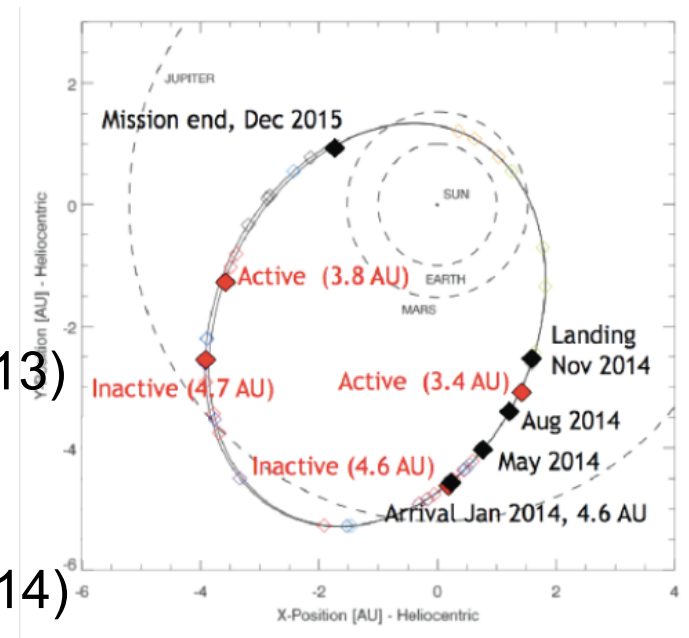 JUPITER
2
Mission end, Dec 2015
0
SUN
Active (3.8 AU)
EARTH
MARS
-2
Landing
Nov 2014
13)
Inactive (4.7 AU)
Active (3.4 AU)
Aug 2014
-4
Inactive (4.6 AU)
May 2014
Arrival Jan 2014, 4.6 AU
-6
14)
-6 -4 -2 0 2 4
X-Position [AU] - Heliocentric
Y-Position [AU] - Heliocentric